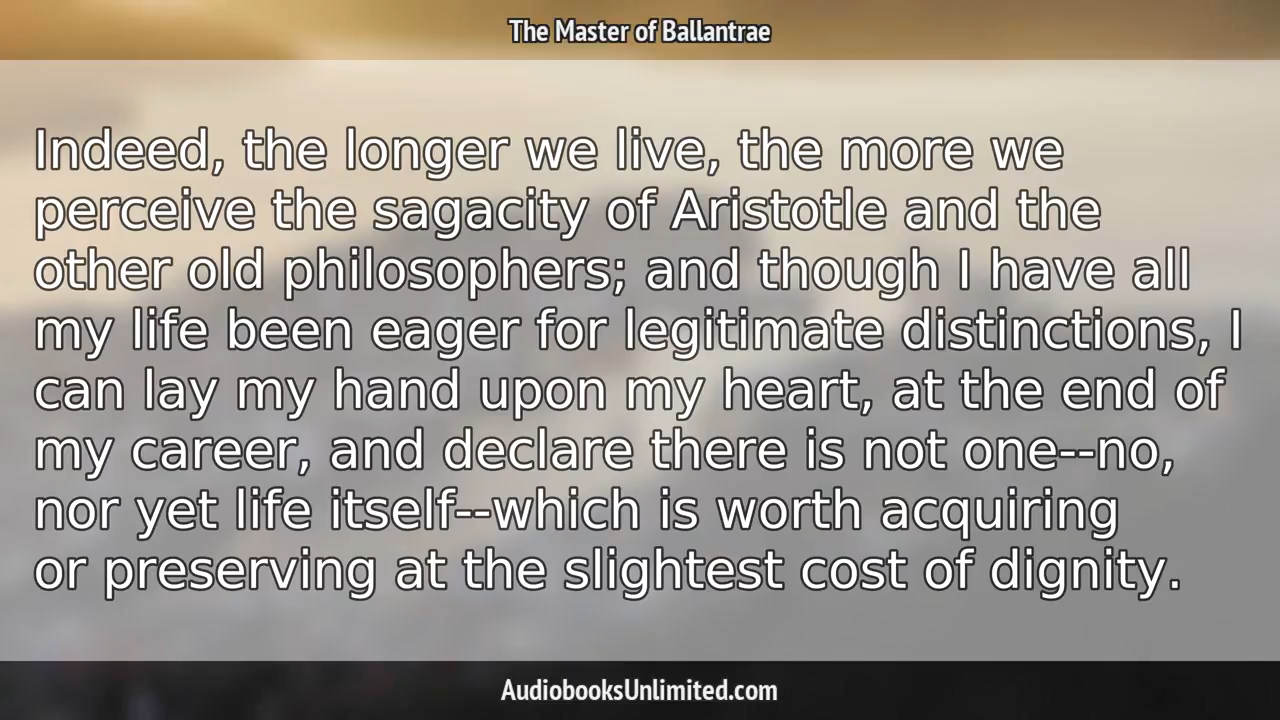 The Master of Ballantrae
Indeed, the longer we live, the more we
perceive the sagacity of Aristotle and the
other old philosophers; and though I have all
my life been eager for legitimate distinctions, I
can lay my hand upon my heart, at the end of
my career, and declare there is not one--no,
nor yet life itself--which is worth acquiring
or preserving at the slightest cost of dignity.
AudiobooksUnlimited.com